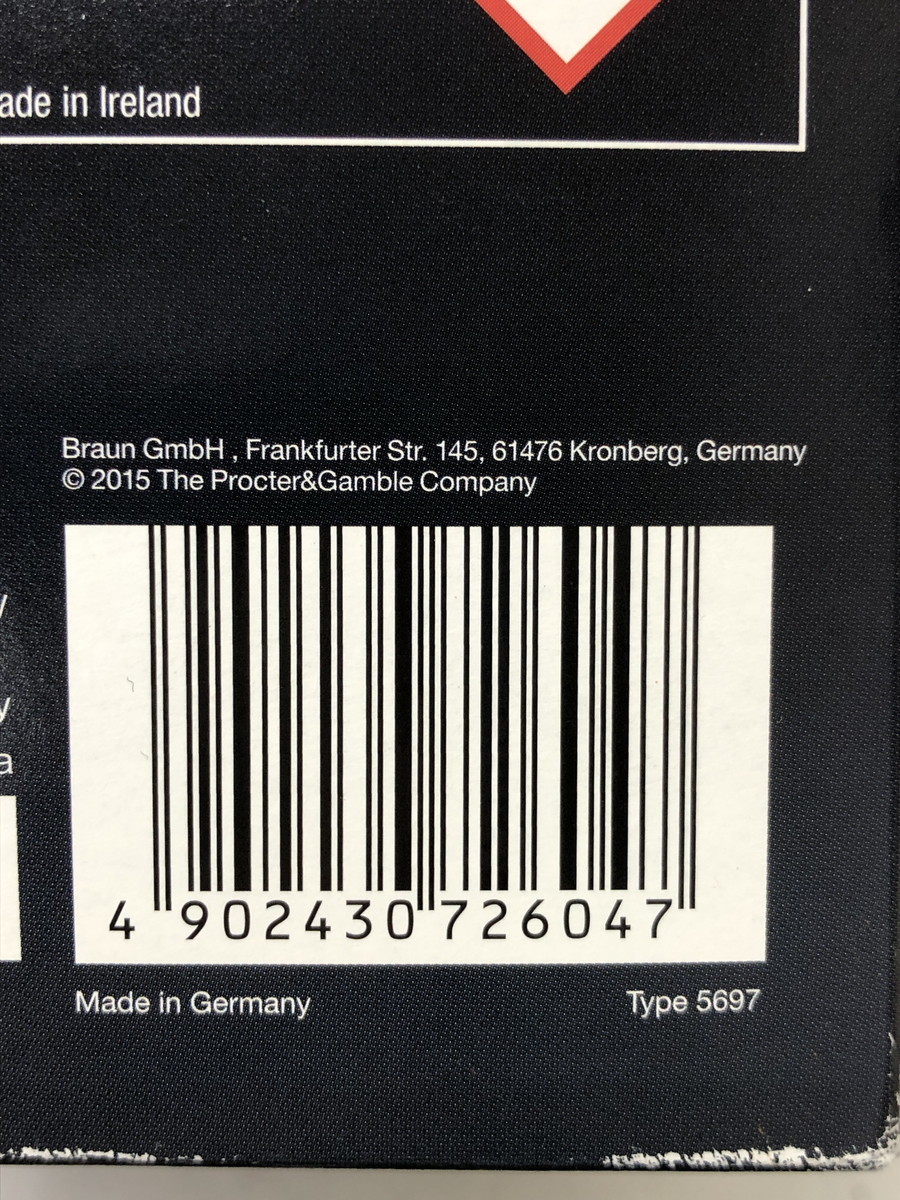 ade in Ireland
Braun GmbH , Frankfurter Str. 145, 61476 Kronberg, Germany
© 2015 The Procter&Gamble Company
y
a
4 902430 726047
Made in Germany
Type 5697